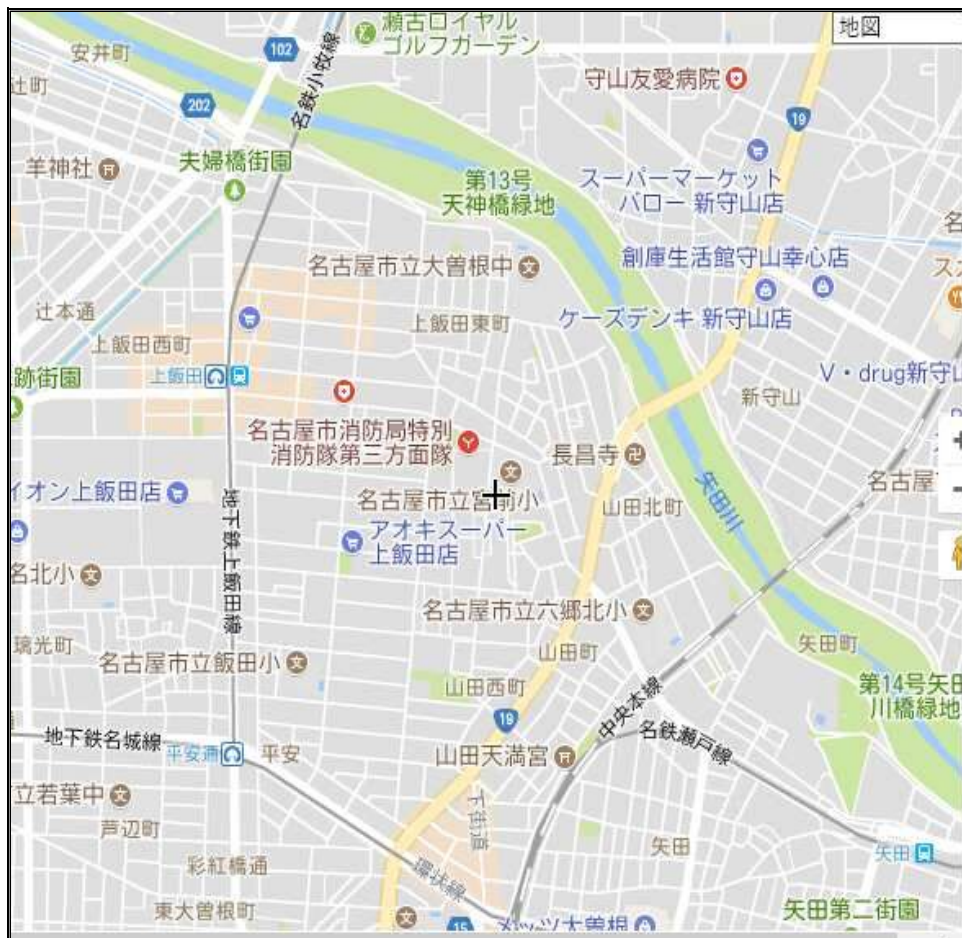 瀬古ロイヤル
ゴルフガーデン
地図
安井町
102
辻町
202
名鉄小牧線
守山友愛病院
19
羊神社
夫婦橋街園
第13号
天神橋緑地
スーパーマーケット
バロー 新守山店
名古屋市立大曽根中
創庫生活館守山幸心店
辻本通
上飯田東町
ケーズデンキ 新守山店
上飯田西町
跡街園
上飯田
V・drug新守山
新守山
名古屋市消防局特別
消防隊第三方面隊
長昌寺
イオン上飯田店
名古屋市立宮前小
山田北町
矢田川
名古屋
地下鉄上飯田線
アオキスーパー
上飯田店
名北小
名古屋市立六郷北小
璃光町
名古屋市立飯田小
山田町
矢田町
山田西町
第14号矢田
川橋緑地
中央本線
19
名鉄瀬戸線
地下鉄名城線
平安通
平安
山田天満宮
立若葉中
下街道
芦辺町
矢田
矢田
彩紅橋通
環状線
東大曽根町
15
メッツ大曽根
矢田第二街園